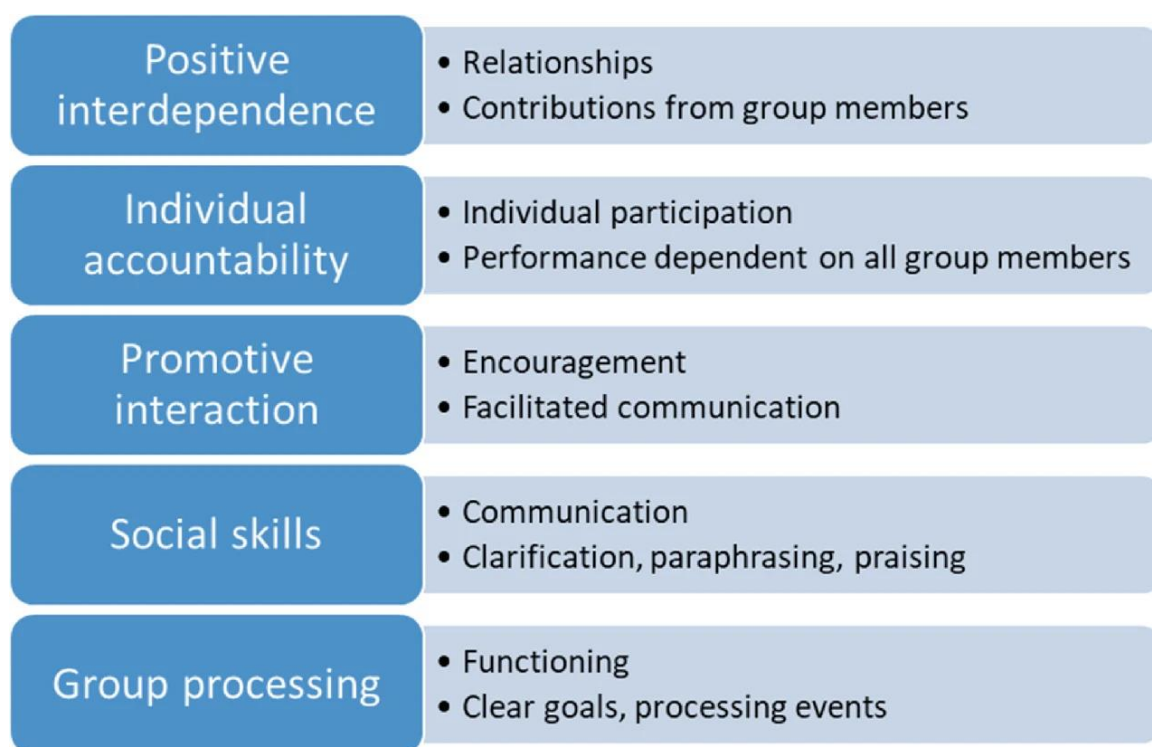 Positive
interdependence
• Relationships
• Contributions from group members
Individual
accountability
• Individual participation
• Performance dependent on all group members
Promotive
interaction
• Encouragement
• Facilitated communication
Social skills
• Communication
• Clarification, paraphrasing, praising
Group processing
• Functioning
• Clear goals, processing events